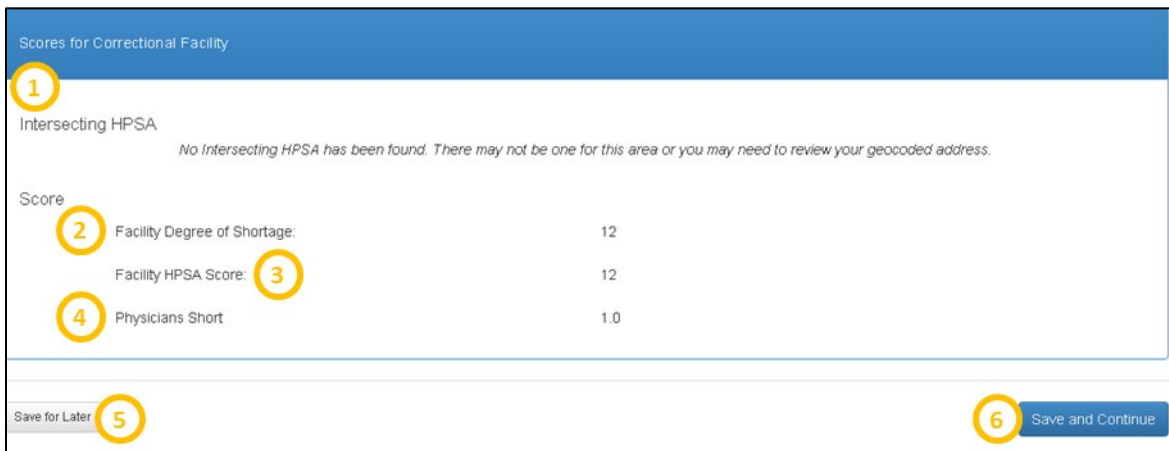 Scores for Correctional Facility
1
Intersecting HPSA
No Intersecting HPSA has been found. There may not be one for this area or you may need to review your geocoded address.
Score
2 Facility Degree of Shortage: 12
Facility HPSA Score: 3 12
4 Physicians Short 1.0
Save for Later 5 6 Save and Continue